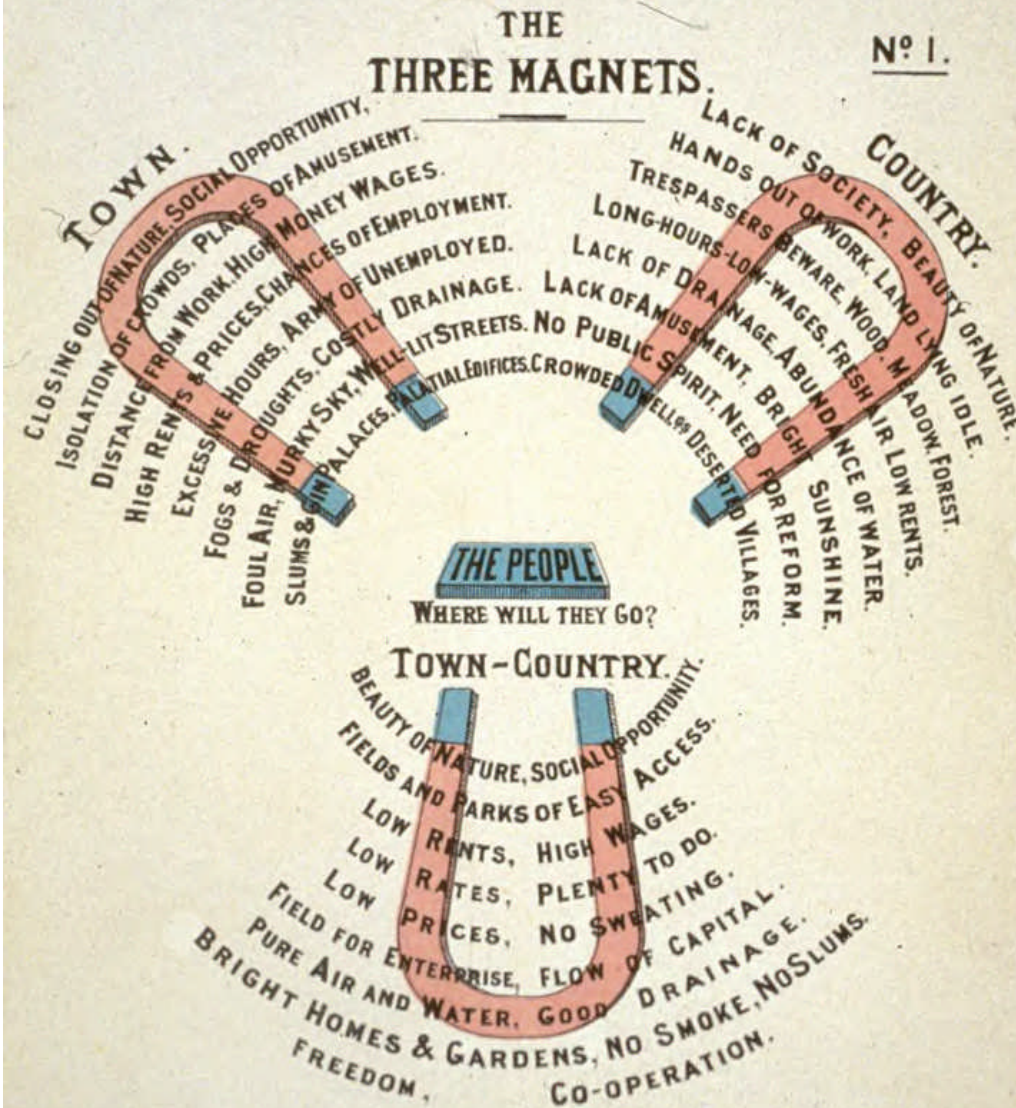 THE
THREE MAGNETS.
Nº 1.
TOWN.
CLOSING OUT OF NATURE. SOCIAL OPPORTUNITY.
ISOLATION OF CROWDS. PLACES OF AMUSEMENT.
DISTANCE FROM WORK. HIGH MONEY WAGES.
HIGH RENTS & PRICES. CHANCES OF EMPLOYMENT.
EXCESSIVE HOURS. ARMY OF UNEMPLOYED.
FOGS & DROUGHTS. COSTLY DRAINAGE.
FOUL AIR. MURKY SKY. WELL-LIT STREETS.
SLUMS & GIN PALACES. PALATIAL EDIFICES.
COUNTRY.
LACK OF SOCIETY. BEAUTY OF NATURE.
HANDS OUT OF WORK. LAND LYING IDLE.
TRESPASSERS BEWARE. WOOD, MEADOW, FOREST.
LONG-HOURS-LOW-WAGES. FRESH AIR LOW RENTS.
LACK OF DRAINAGE. ABUNDANCE OF WATER.
LACK OF AMUSEMENT. BRIGHT SUNSHINE.
NO PUBLIC SPIRIT. NEED FOR REFORM.
CROWDED DWELLGS DESERTED VILLAGES.
THE PEOPLE
WHERE WILL THEY GO?
TOWN-COUNTRY.
BEAUTY OF NATURE, SOCIAL OPPORTUNITY.
FIELDS AND PARKS OF EASY ACCESS.
LOW RENTS, HIGH WAGES.
LOW RATES, PLENTY TO DO.
LOW PRICES, NO SWEATING.
FIELD FOR ENTERPRISE, FLOW OF CAPITAL.
PURE AIR AND WATER, GOOD DRAINAGE.
BRIGHT HOMES & GARDENS, NO SMOKE, NO SLUMS.
FREEDOM. CO-OPERATION.